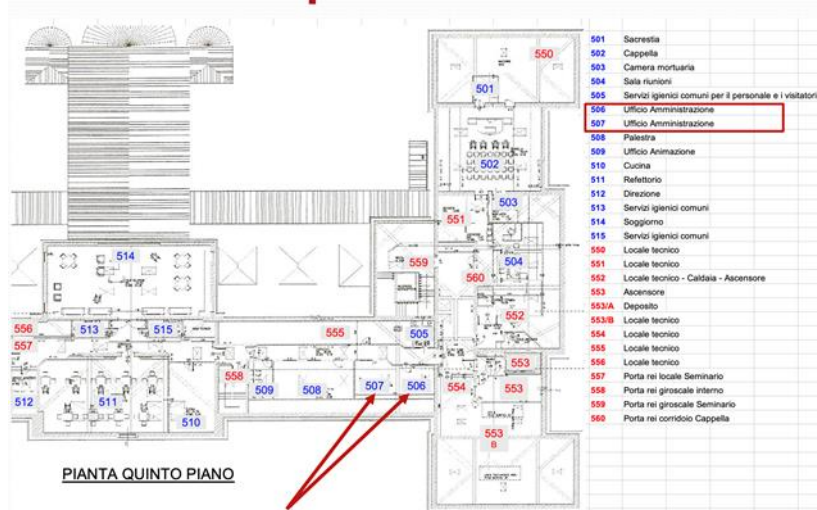 550
501
502
503
551
504
559
560
514
552
556
513
515
555
505
553
557
558
554
553
507
506
509
508
512
511
510
553
B
PIANTA QUINTO PIANO
501 Sacrestia
502 Cappella
503 Camera mortuaria
504 Sala riunioni
505 Servizi igienici comuni per il personale e i visitatori
506 Ufficio Amministrazione
507 Ufficio Amministrazione
508 Palestra
509 Ufficio Animazione
510 Cucina
511 Refettorio
512 Direzione
513 Servizi igienici comuni
514 Soggiorno
515 Servizi igienici comuni
550 Locale tecnico
551 Locale tecnico
552 Locale tecnico - Caldaia - Ascensore
553 Ascensore
553/A Deposito
553/B Locale tecnico
554 Locale tecnico
555 Locale tecnico
556 Locale tecnico
557 Porta rei locale Seminario
558 Porta rei giroscale interno
559 Porta rei giroscale Seminario
560 Porta rei corridoio Cappella